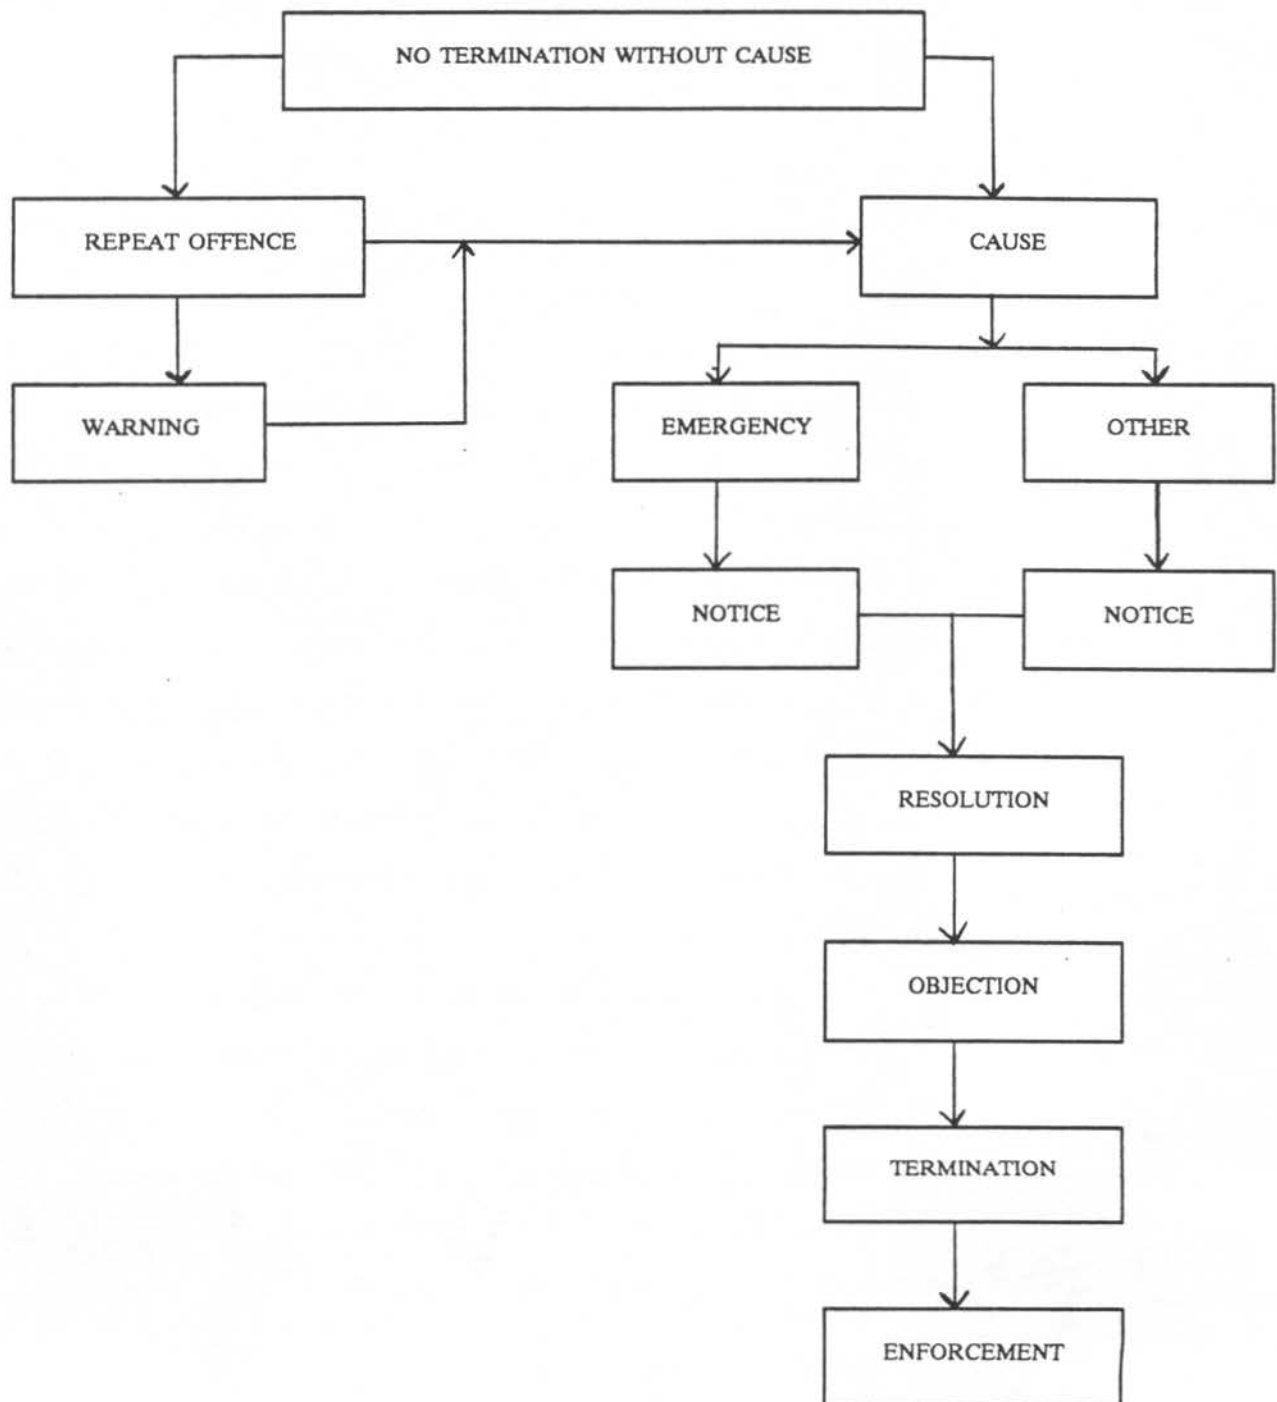 NO TERMINATION WITHOUT CAUSE
REPEAT OFFENCE
CAUSE
WARNING
EMERGENCY
OTHER
NOTICE
NOTICE
RESOLUTION
OBJECTION
TERMINATION
ENFORCEMENT